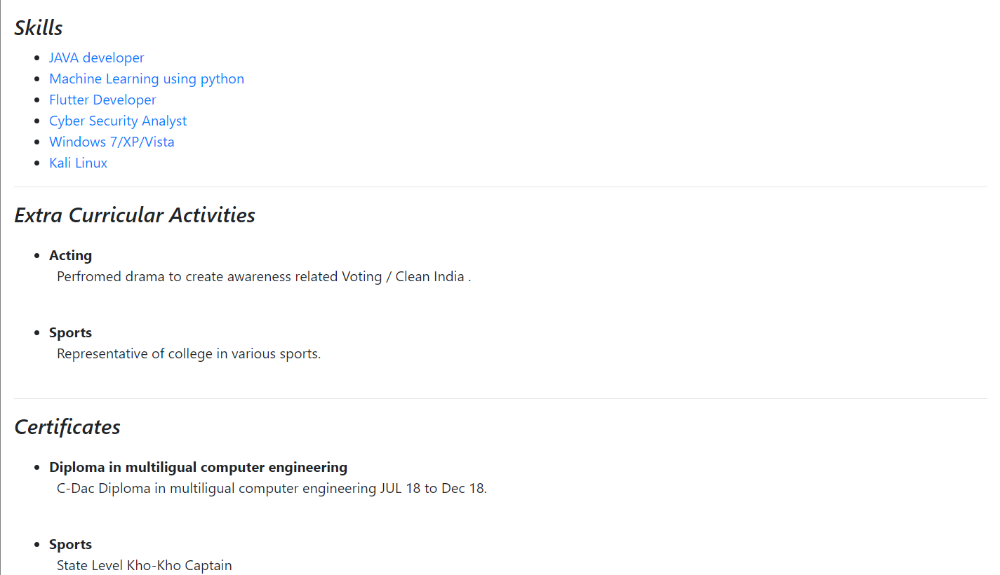 Skills
JAVA developer
Machine Learning using python
Flutter Developer
Cyber Security Analyst
Windows 7/XP/Vista
Kali Linux
Extra Curricular Activities
Acting
Perfromed drama to create awareness related Voting / Clean India .
Sports
Representative of college in various sports.
Certificates
Diploma in multiligual computer engineering
C-Dac Diploma in multiligual computer engineering JUL 18 to Dec 18.
Sports
State Level Kho-Kho Captain